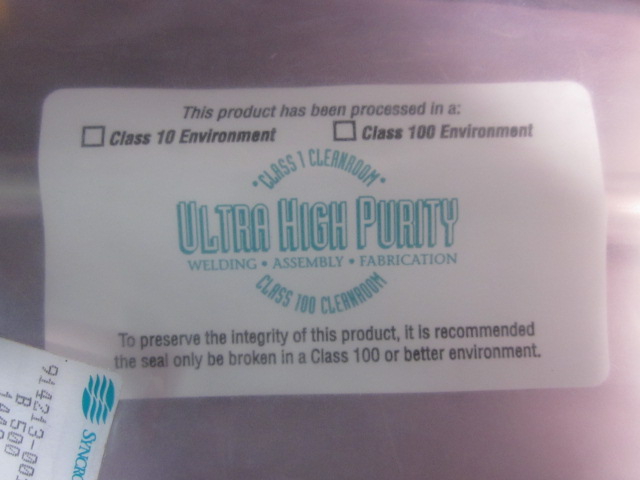 This product has been processed in a:
Class 10 Environment Class 100 Environment
• CLASS 1 CLEANROOM •
ULTRA HIGH PURITY
WELDING • ASSEMBLY • FABRICATION
CLASS 100 CLEANROOM
To preserve the integrity of this product, it is recommended
the seal only be broken in a Class 100 or better environment.
B 500